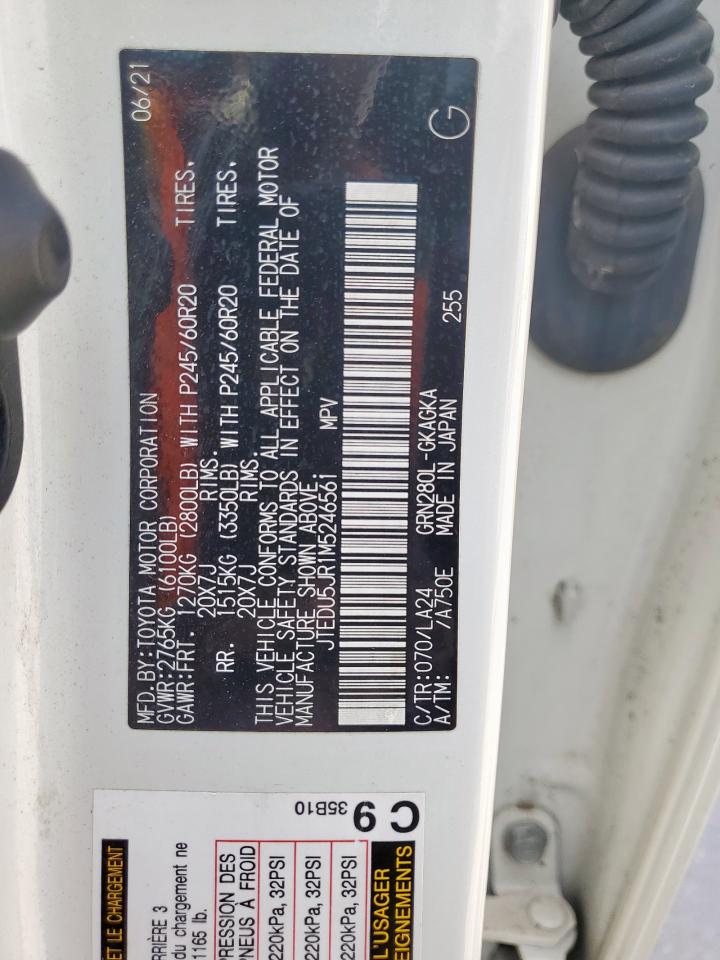 MFD.BY:TOYOTA MOTOR CORPORATION 06/21
GVWR:2765KG (6100LB)
GAWR:FRT. 1270KG (2800LB) WITH P245/60R20 TIRES.
20X7J RIMS.
RR. 1515KG (3350LB) WITH P245/60R20 TIRES.
20X7J RIMS.
THIS VEHICLE CONFORMS TO ALL APPLICABLE FEDERAL MOTOR
VEHICLE SAFETY STANDARDS IN EFFECT ON THE DATE OF
MANUFACTURE SHOWN ABOVE.
JTEDU5JR1M5246561 MPV
C/TR:070/LA24 GRN280L-GKAGKA 255
A/TM: /A750E MADE IN JAPAN G
ET LE CHARGEMENT
RRIÈRE 3
du chargement ne
1165 lb.
RESSION DES
PNEUS À FROID
220kPa, 32PSI
220kPa, 32PSI
220kPa, 32PSI
L'USAGER
EIGNEMENTS
35B10
C 9